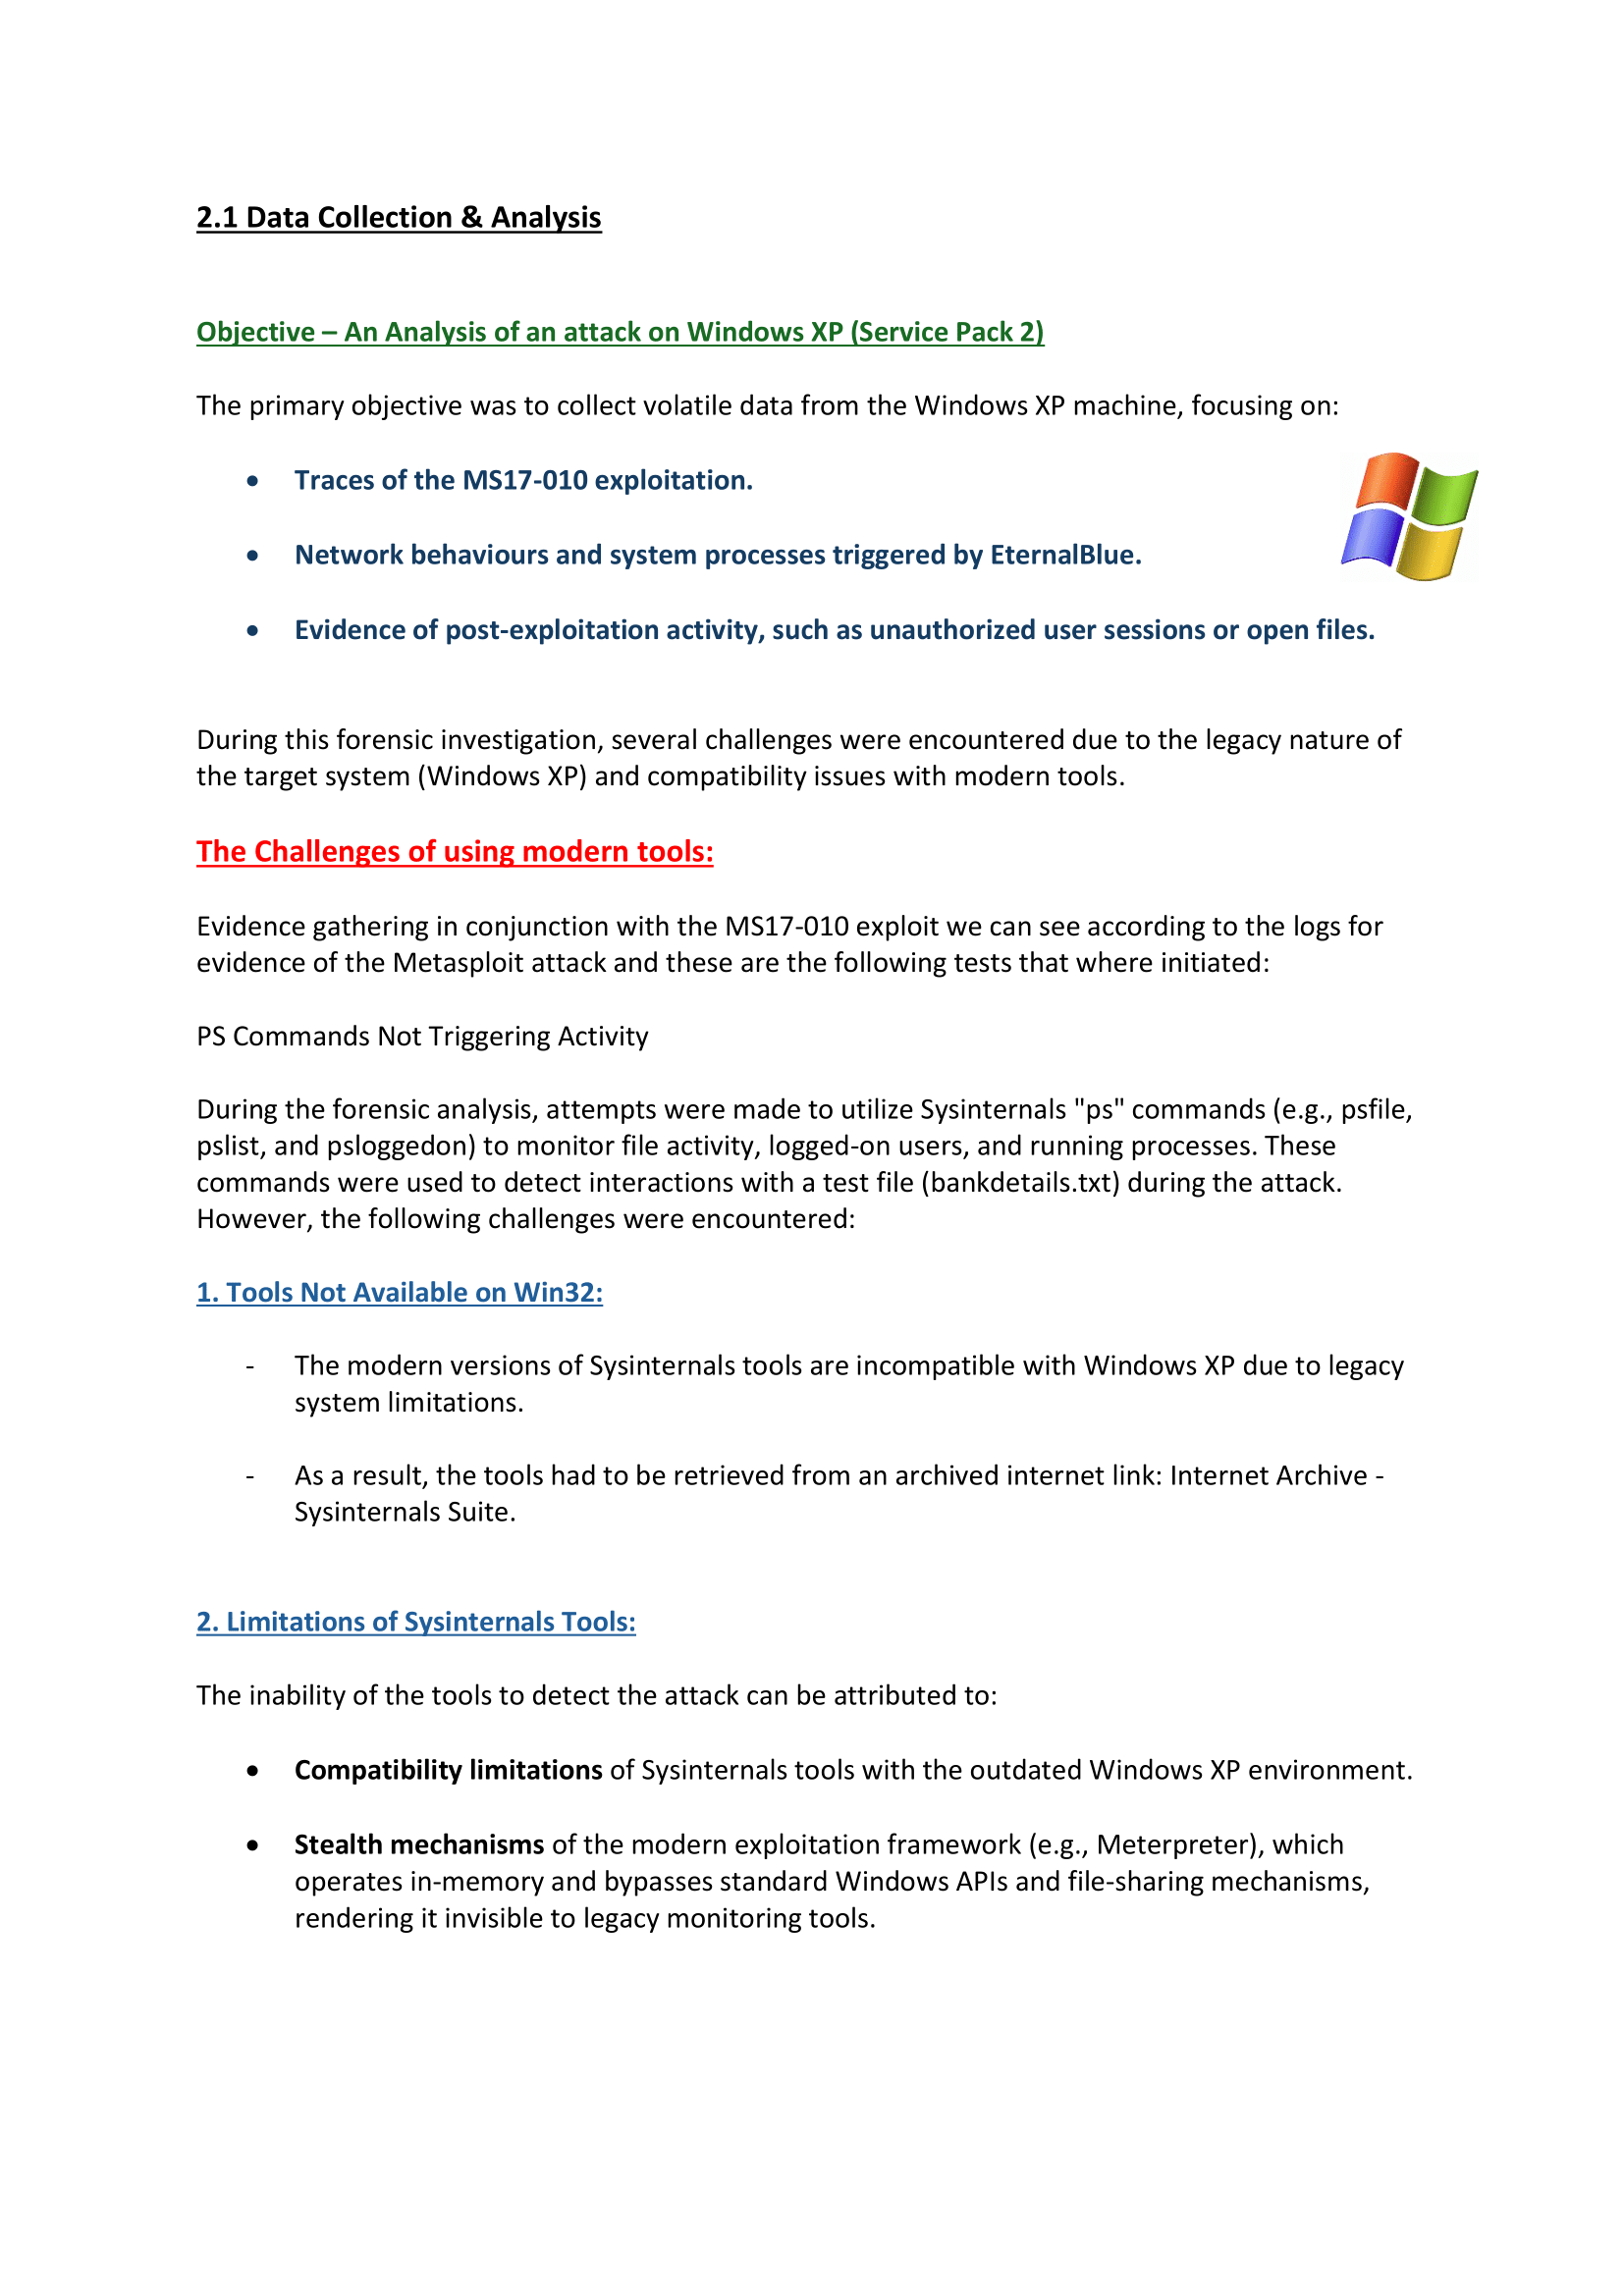 2.1 Data Collection & Analysis
Objective – An Analysis of an attack on Windows XP (Service Pack 2)
The primary objective was to collect volatile data from the Windows XP machine, focusing on:
• Traces of the MS17-010 exploitation.
• Network behaviours and system processes triggered by EternalBlue.
• Evidence of post-exploitation activity, such as unauthorized user sessions or open files.
During this forensic investigation, several challenges were encountered due to the legacy nature of
the target system (Windows XP) and compatibility issues with modern tools.
The Challenges of using modern tools:
Evidence gathering in conjunction with the MS17-010 exploit we can see according to the logs for
evidence of the Metasploit attack and these are the following tests that where initiated:
PS Commands Not Triggering Activity
During the forensic analysis, attempts were made to utilize Sysinternals "ps" commands (e.g., psfile,
pslist, and psloggedon) to monitor file activity, logged-on users, and running processes. These
commands were used to detect interactions with a test file (bankdetails.txt) during the attack.
However, the following challenges were encountered:
1. Tools Not Available on Win32:
- The modern versions of Sysinternals tools are incompatible with Windows XP due to legacy
system limitations.
- As a result, the tools had to be retrieved from an archived internet link: Internet Archive -
Sysinternals Suite.
2. Limitations of Sysinternals Tools:
The inability of the tools to detect the attack can be attributed to:
• Compatibility limitations of Sysinternals tools with the outdated Windows XP environment.
• Stealth mechanisms of the modern exploitation framework (e.g., Meterpreter), which
operates in-memory and bypasses standard Windows APIs and file-sharing mechanisms,
rendering it invisible to legacy monitoring tools.